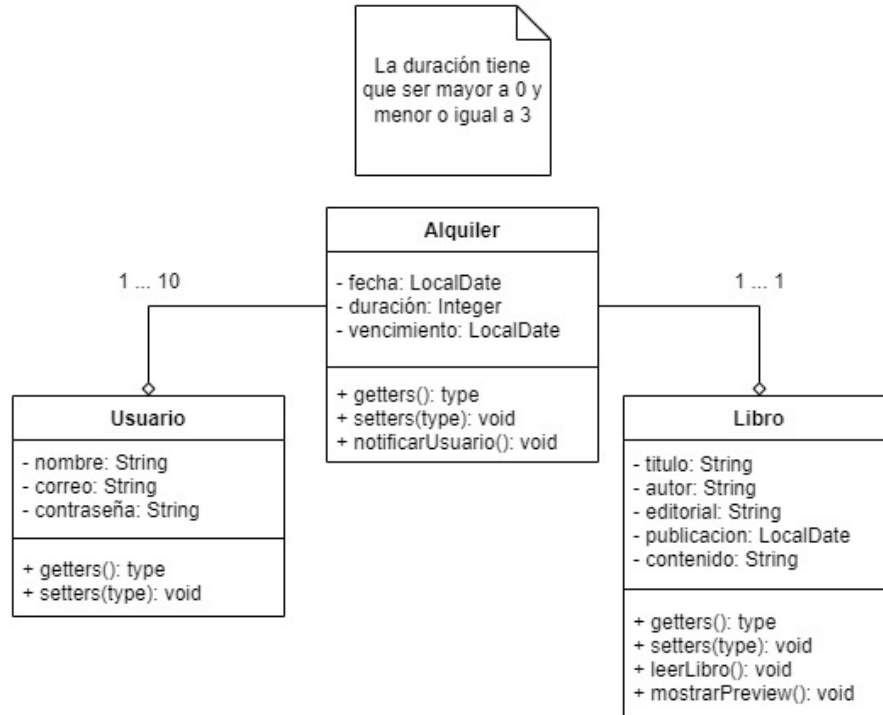 La duración tiene
que ser mayor a 0 y
menor o igual a 3
Alquiler
- fecha: LocalDate
- duración: Integer
- vencimiento: LocalDate
+ getters(): type
+ setters(type): void
+ notificarUsuario(): void
1 ... 10
1 ... 1
Usuario
- nombre: String
- correo: String
- contraseña: String
+ getters(): type
+ setters(type): void
Libro
- titulo: String
- autor: String
- editorial: String
- publicacion: LocalDate
- contenido: String
+ getters(): type
+ setters(type): void
+ leerLibro(): void
+ mostrarPreview(): void